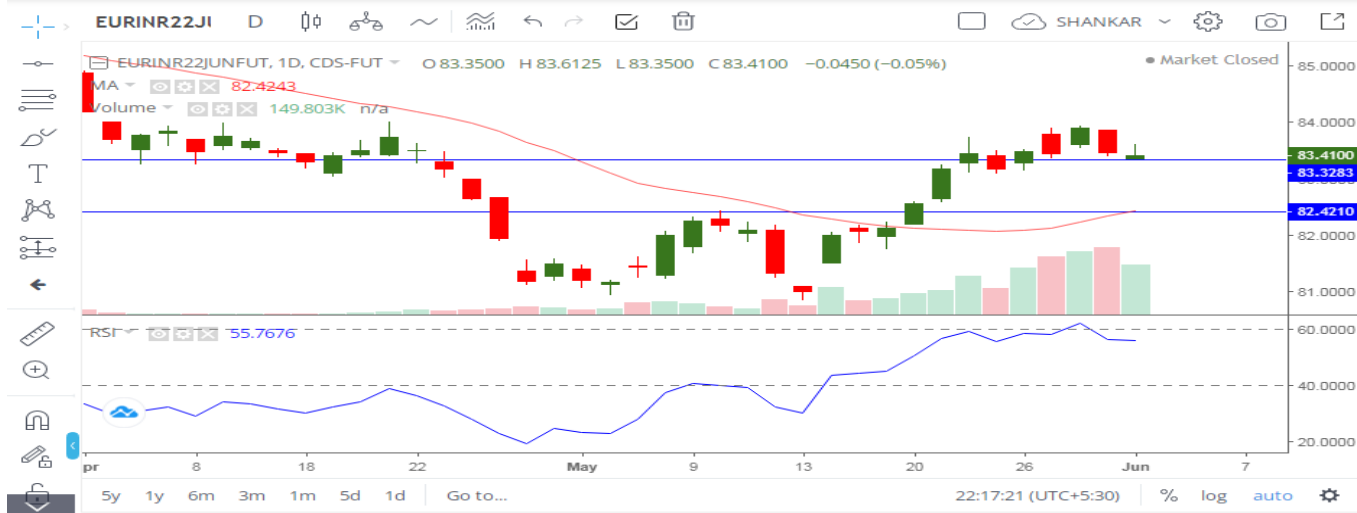 EURINR22JI D SHANKAR
EURINR22JUNFUT, 1D, CDS-FUT O 83.3500 H 83.6125 L 83.3500 C 83.4100 −0.0450 (−0.05%) Market Closed
MA 82.4243
Volume 149.803K n/a
85.0000
84.0000
83.4100
83.3283
82.4210
82.0000
81.0000
RSI 55.7676
60.0000
40.0000
20.0000
pr 8 18 22 May 9 13 20 26 Jun 7
5y 1y 6m 3m 1m 5d 1d Go to... 22:17:21 (UTC+5:30) % log auto